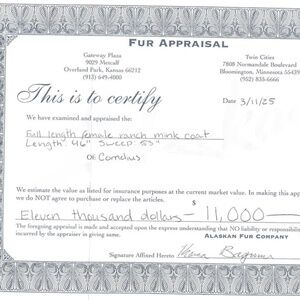 FUR APPRAISAL
Gateway Plaza
9029 Metcalf
Overland Park, Kansas 66212
(913) 649-4000
Twin Cities
7808 Normandale Boulevard
Bloomington, Minnesota 55439
(952) 835-6666
This is to certify
Date 3/11/25
We have examined and appraised the:
Full length female ranch mink coat
Length: 46" Sweep: 53"
Of Cornelius
We estimate the value as listed for insurance purposes at the current market value. In making this app
we do NOT agree to purchase or replace the articles.
Eleven thousand dollars - $ 11,000
The foregoing appraisal is made and accepted upon the express understanding that NO liability or responsibili
incurred by the appraiser in giving same.
ALASKAN FUR COMPANY
Signature Affixed Hereto